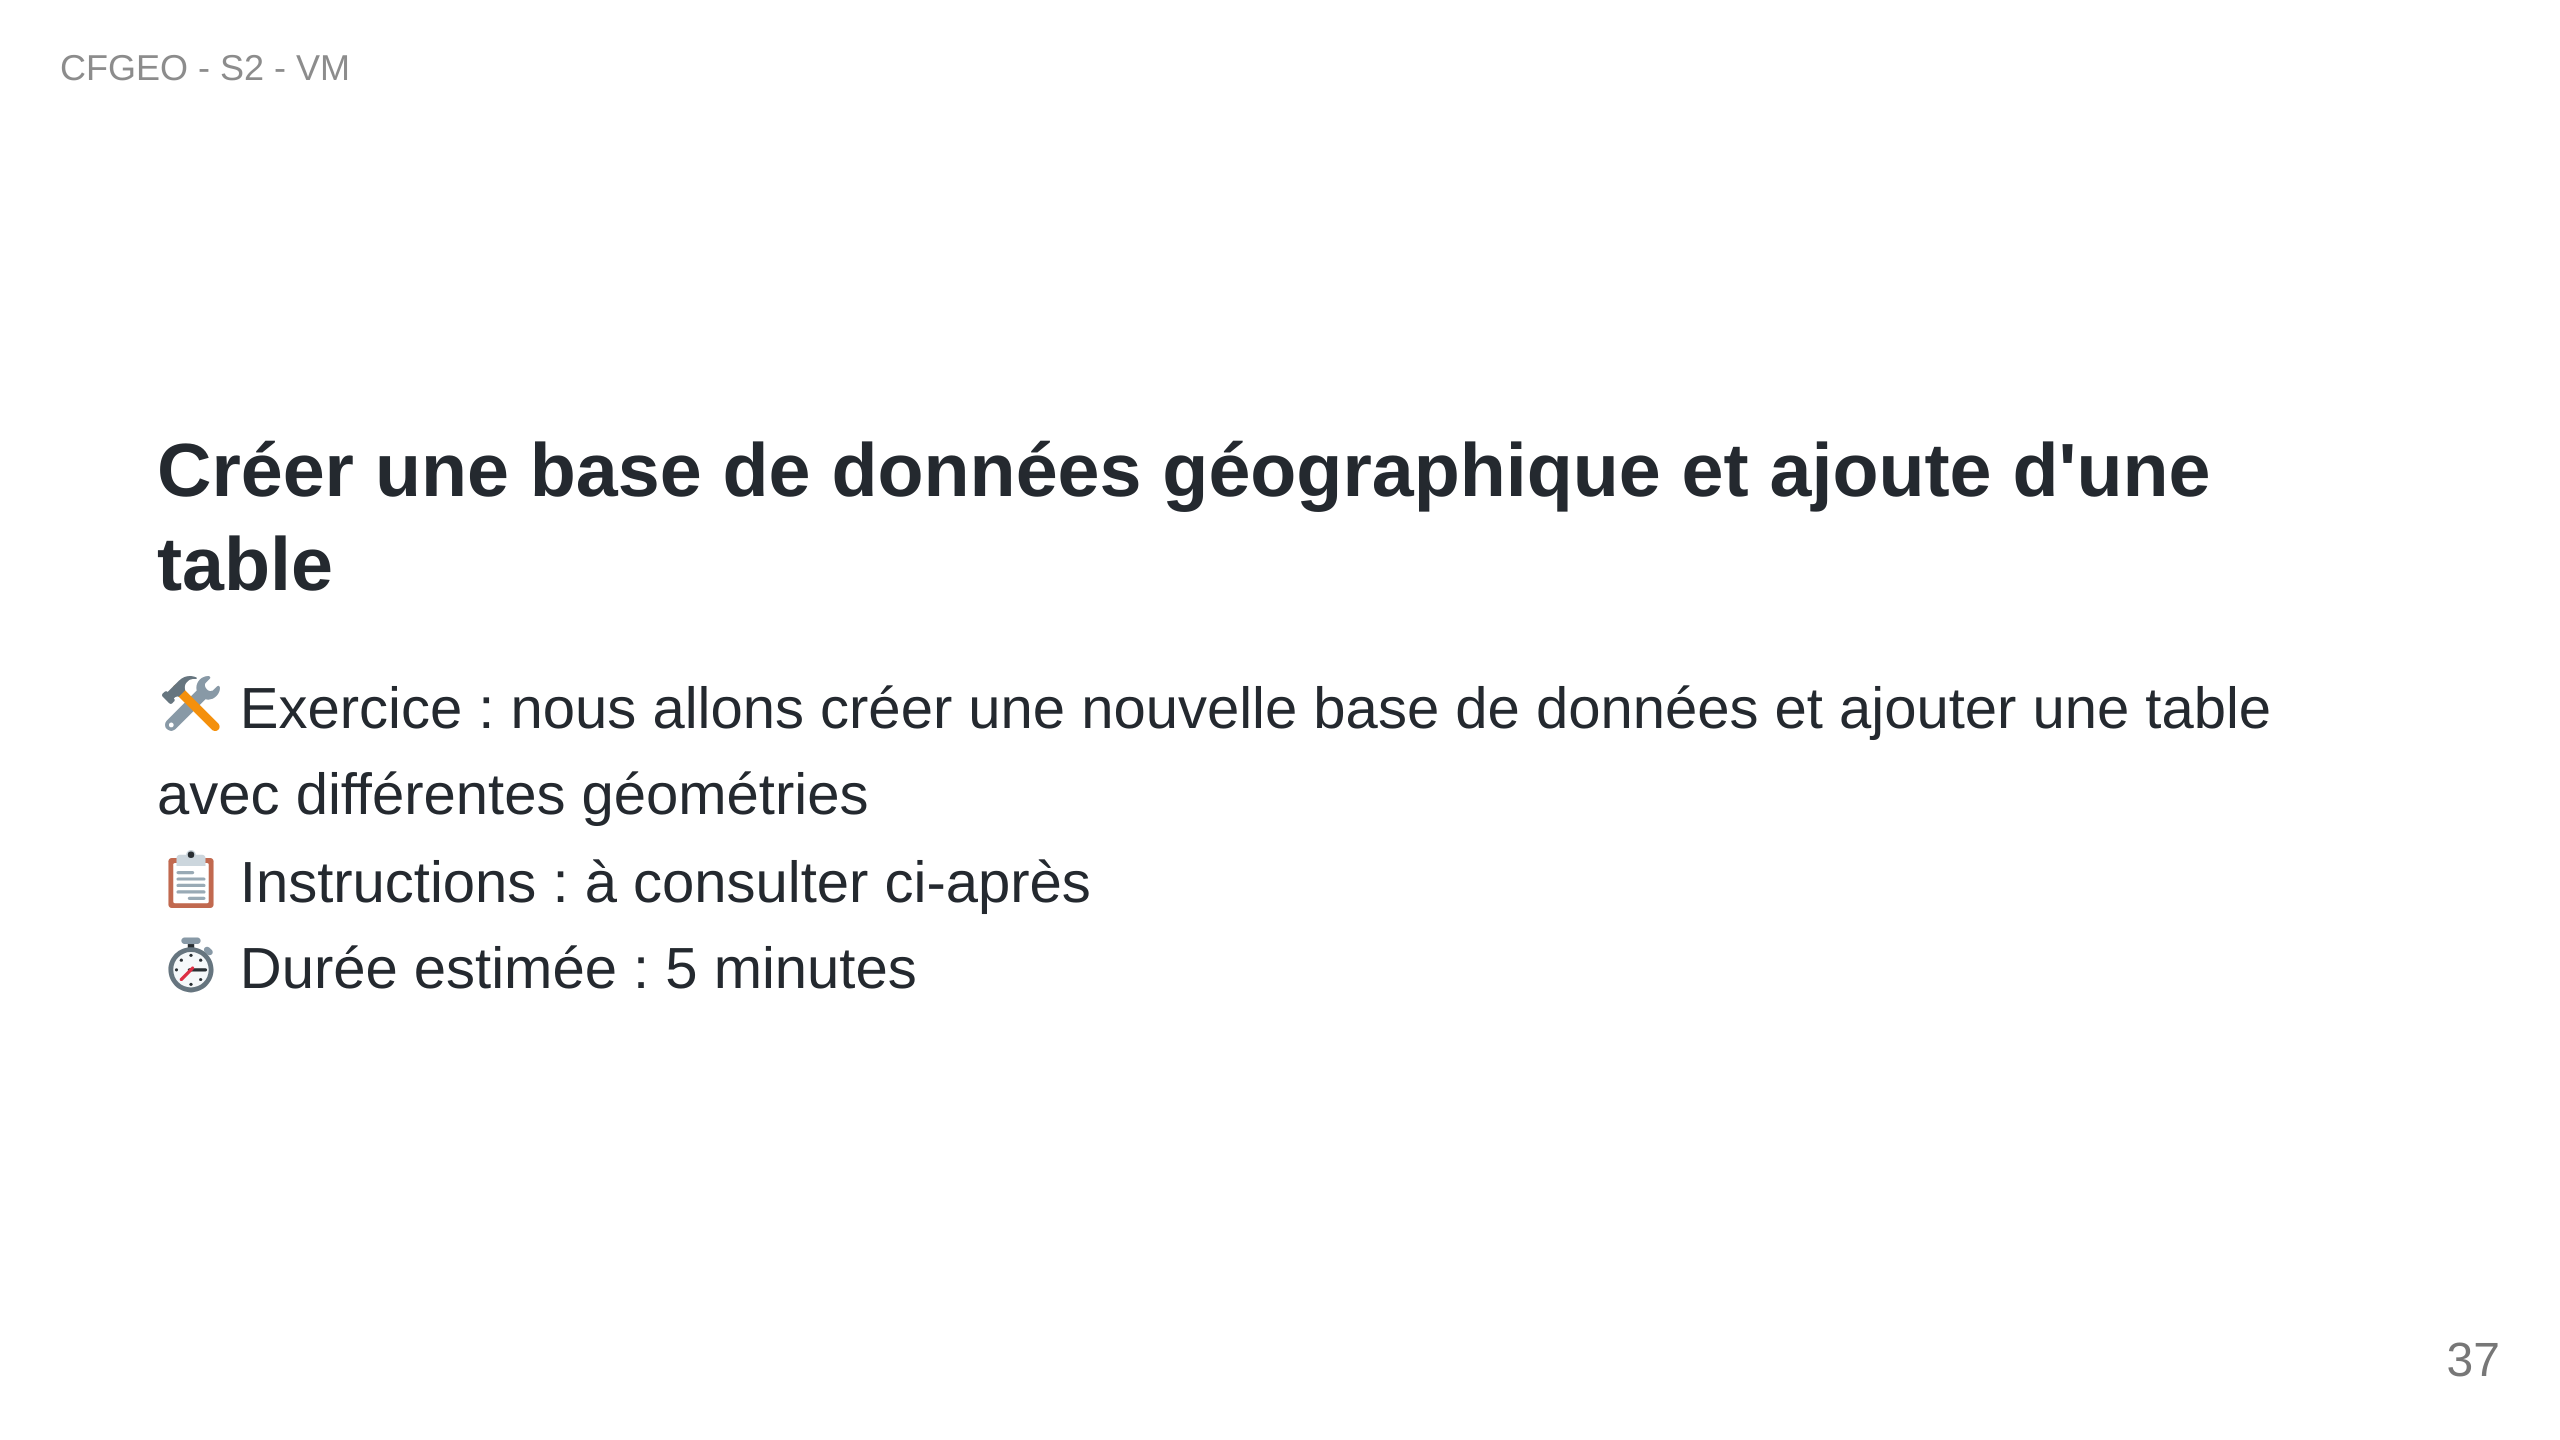 CFGEO - S2 - VM
Créer une base de données géographique et ajoute d'une
table
🛠️ Exercice : nous allons créer une nouvelle base de données et ajouter une table
avec différentes géométries
📋 Instructions : à consulter ci-après
⏱️ Durée estimée : 5 minutes
37